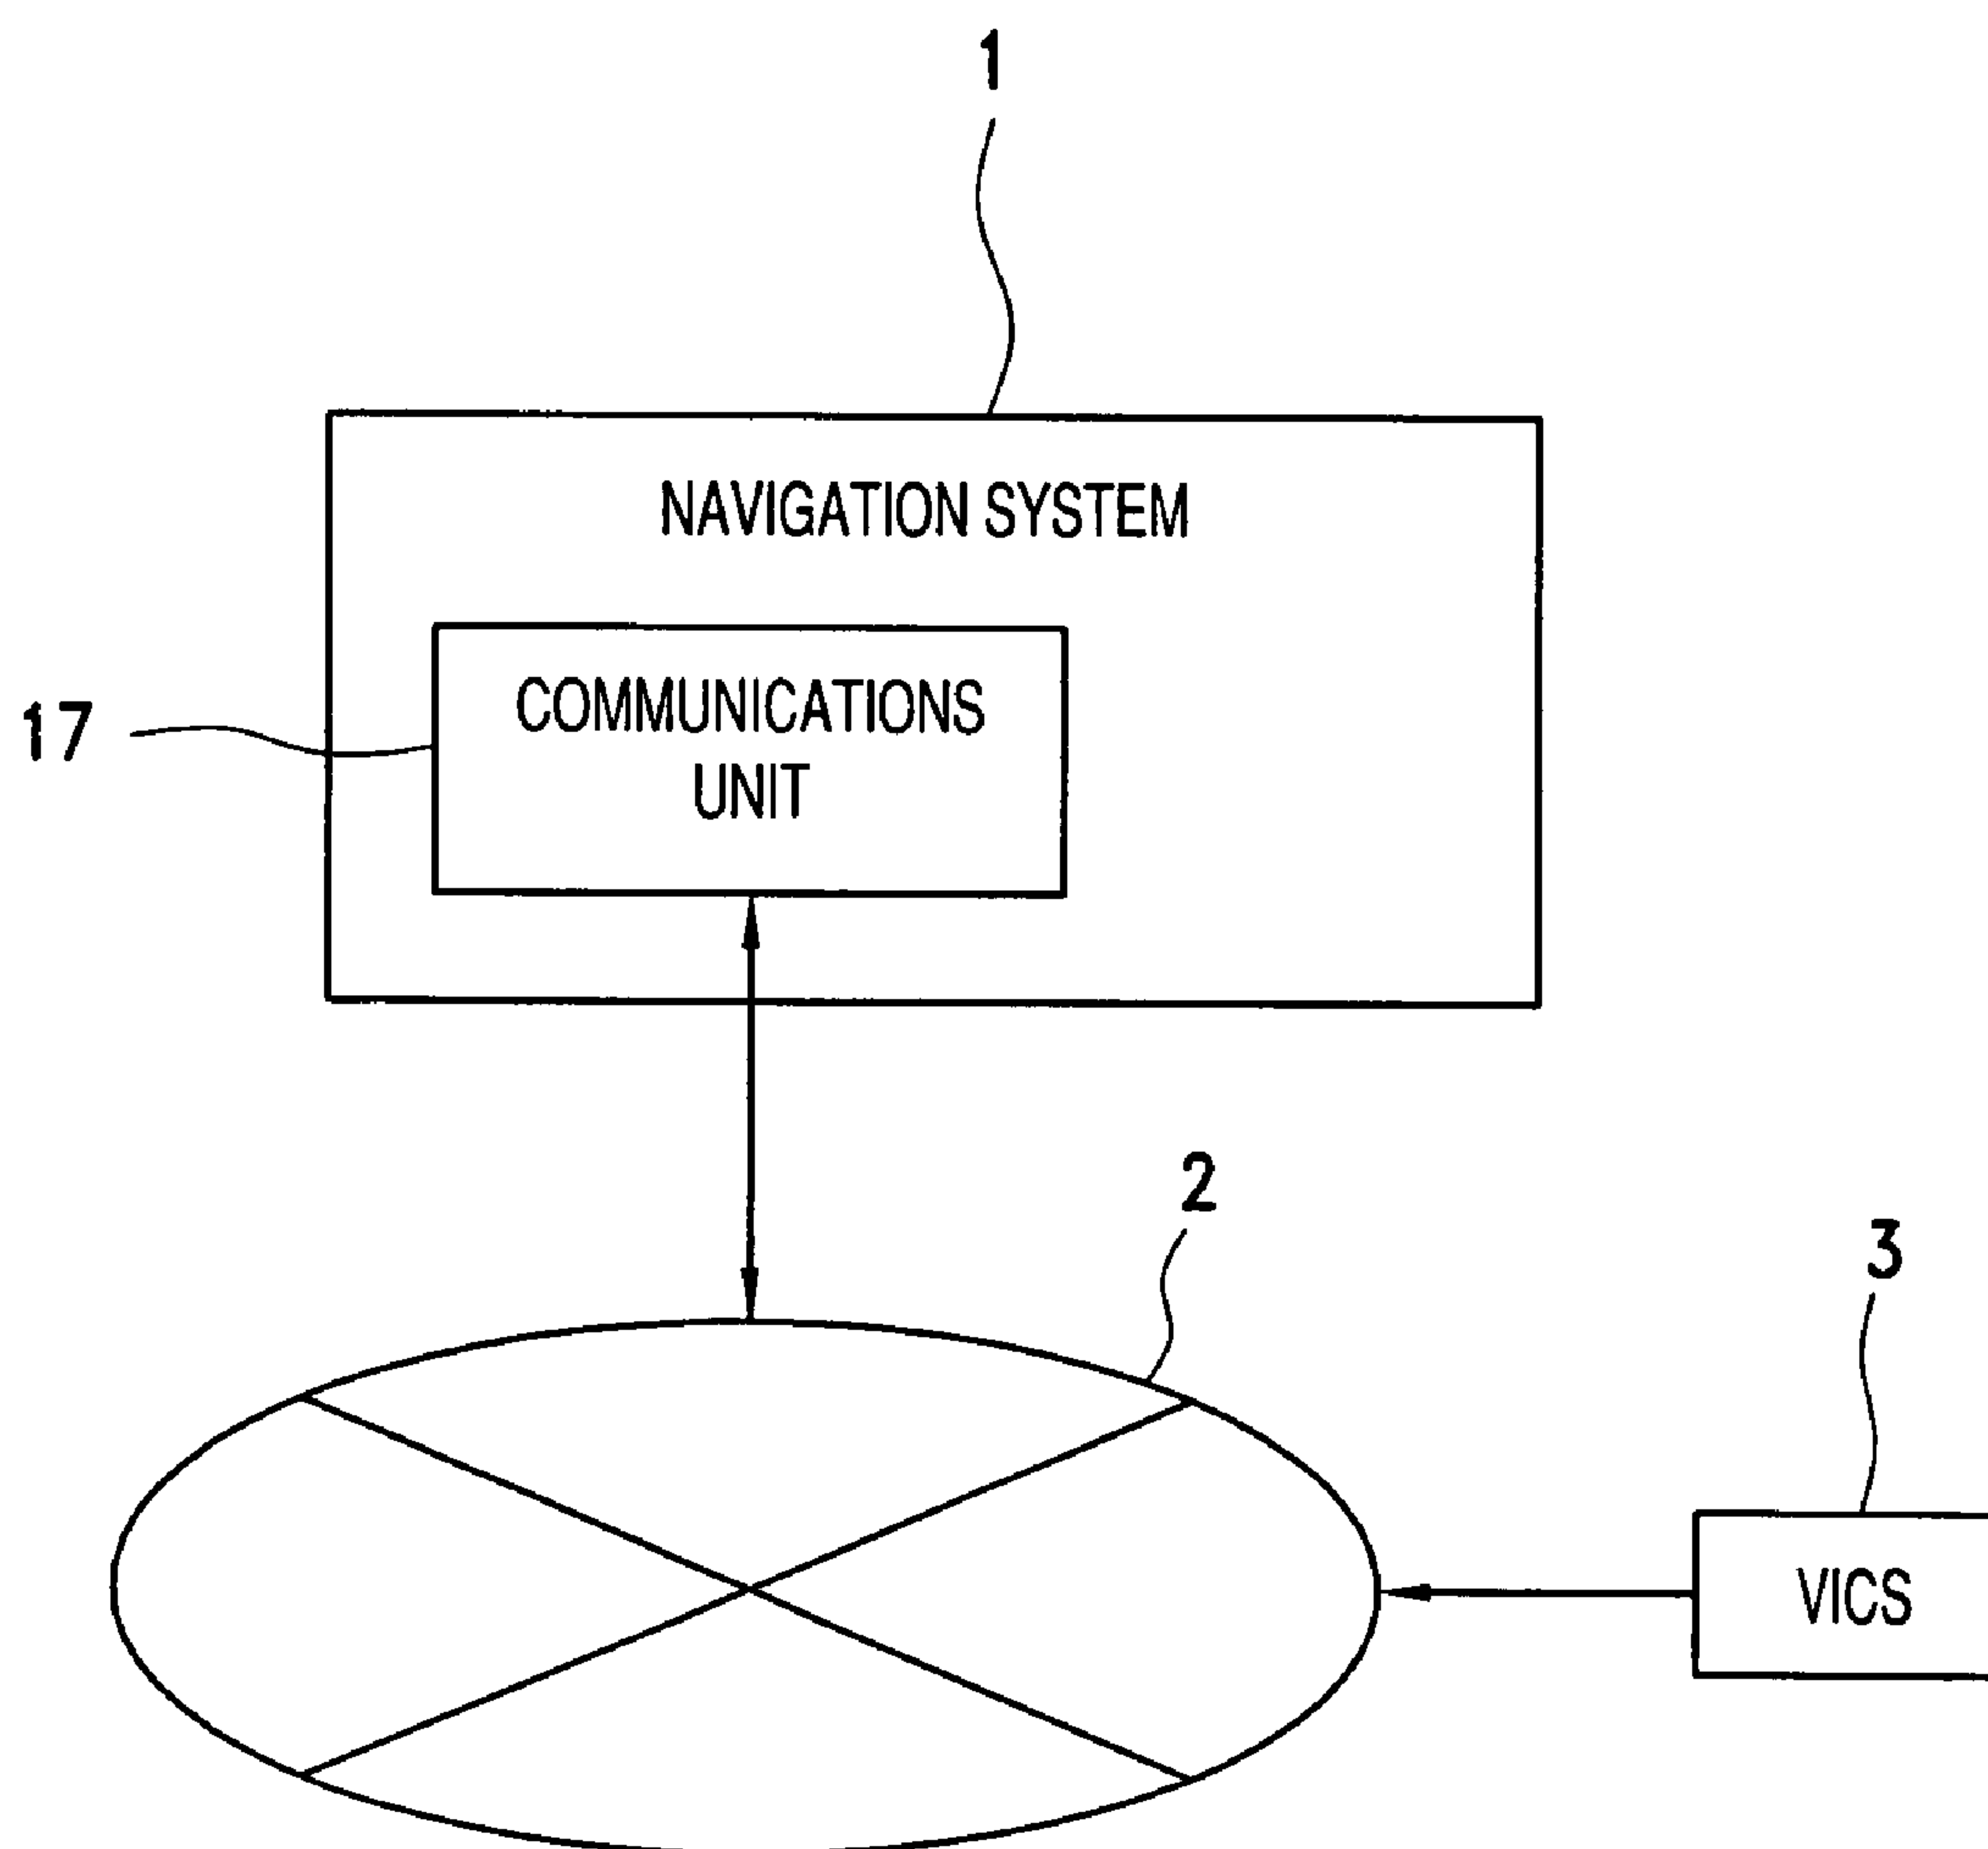 1
NAVIGATION SYSTEM
17
COMMUNICATIONS
UNIT
2
3
VICS